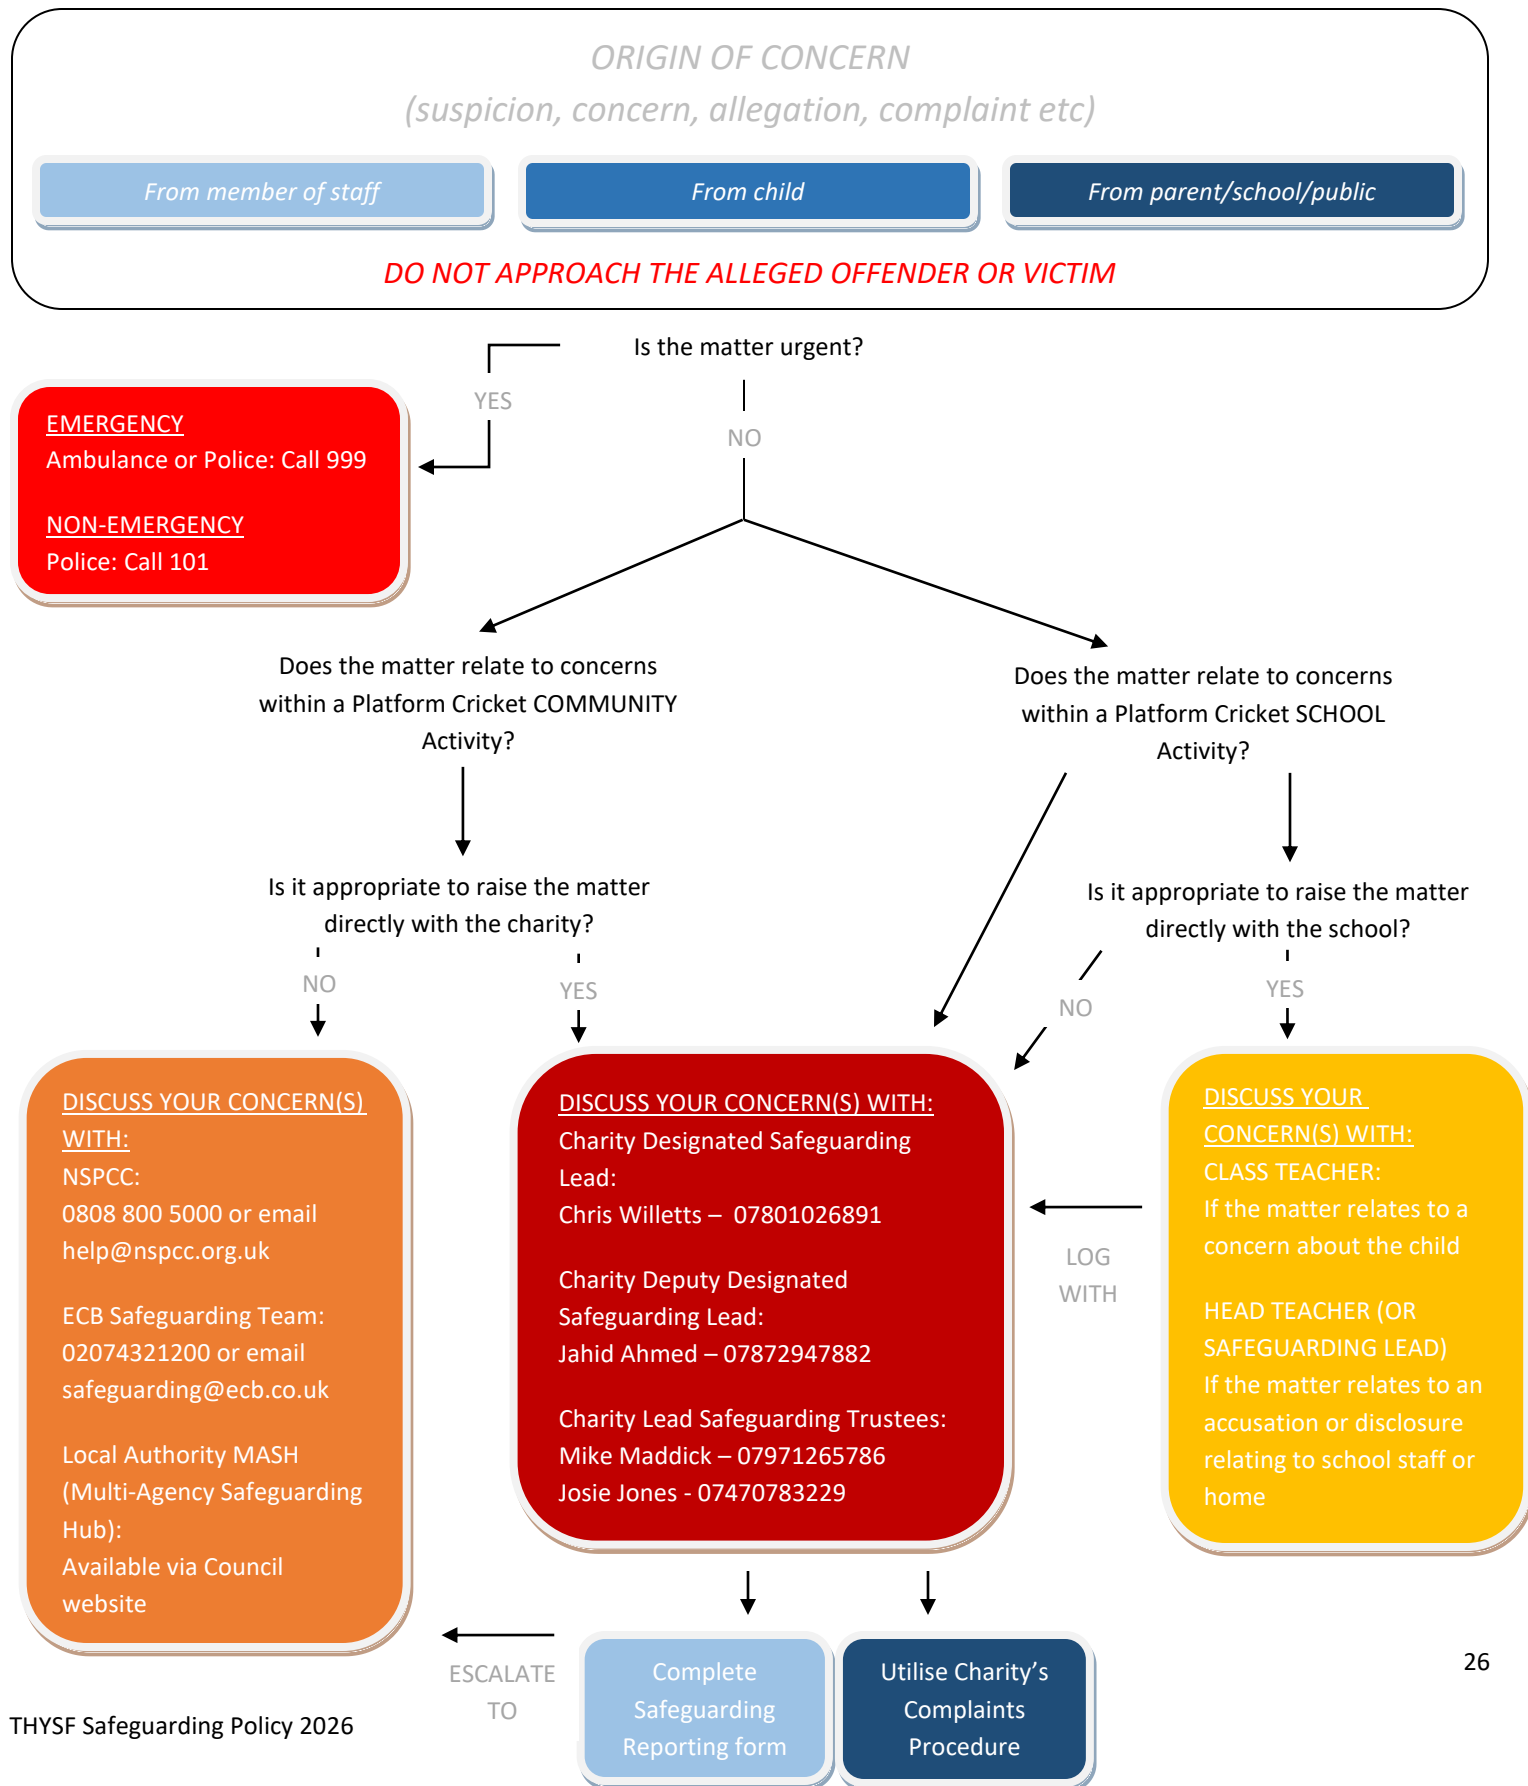 ORIGIN OF CONCERN
(suspicion, concern, allegation, complaint etc)
From member of staff
From child
From parent/school/public
DO NOT APPROACH THE ALLEGED OFFENDER OR VICTIM
Is the matter urgent?
YES
NO
EMERGENCY
Ambulance or Police: Call 999
NON-EMERGENCY
Police: Call 101
Does the matter relate to concerns
within a Platform Cricket COMMUNITY
Activity?
Does the matter relate to concerns
within a Platform Cricket SCHOOL
Activity?
Is it appropriate to raise the matter
directly with the charity?
Is it appropriate to raise the matter
directly with the school?
NO
YES
NO
YES
DISCUSS YOUR CONCERN(S)
WITH:
NSPCC:
0808 800 5000 or email
help@nspcc.org.uk
ECB Safeguarding Team:
02074321200 or email
safeguarding@ecb.co.uk
Local Authority MASH
(Multi-Agency Safeguarding
Hub):
Available via Council
website
DISCUSS YOUR CONCERN(S) WITH:
Charity Designated Safeguarding
Lead:
Chris Willetts – 07801026891
Charity Deputy Designated
Safeguarding Lead:
Jahid Ahmed – 07872947882
Charity Lead Safeguarding Trustees:
Mike Maddick – 07971265786
Josie Jones - 07470783229
LOG
WITH
DISCUSS YOUR
CONCERN(S) WITH:
CLASS TEACHER:
If the matter relates to a
concern about the child
HEAD TEACHER (OR
SAFEGUARDING LEAD)
If the matter relates to an
accusation or disclosure
relating to school staff or
home
ESCALATE
TO
Complete
Safeguarding
Reporting form
Utilise Charity’s
Complaints
Procedure
26
THYSF Safeguarding Policy 2026